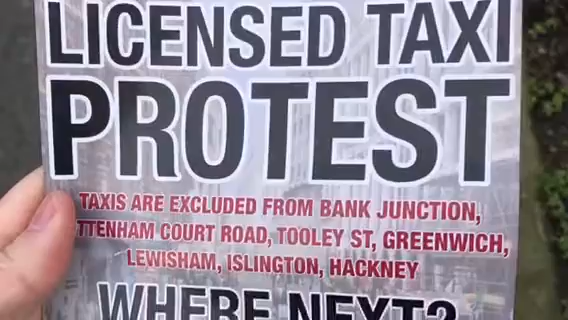 LICENSED TAXI
PROTEST
TAXIS ARE EXCLUDED FROM BANK JUNCTION,
TTENHAM COURT ROAD, TOOLEY ST, GREENWICH,
LEWISHAM, ISLINGTON, HACKNEY
WHERE NEXT?